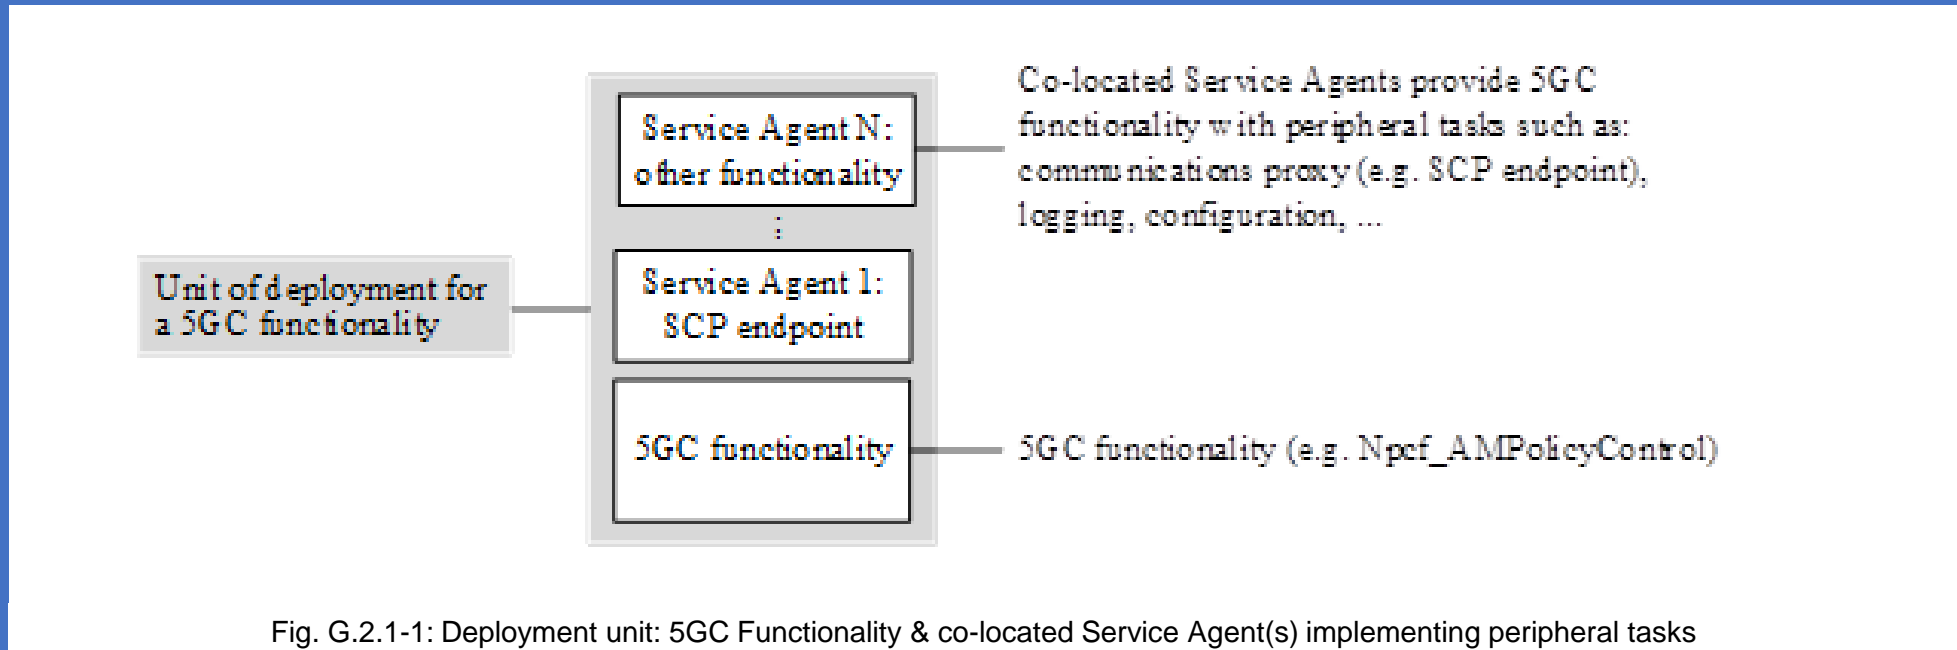 Co-located Service Agents provide 5GC
functionality with peripheral tasks such as:
communications proxy (e.g. SCP endpoint),
logging, configuration, ...
Service Agent N:
other functionality
⋮
Service Agent 1:
SCP endpoint
Unit of deployment for
a 5GC functionality
5GC functionality
5GC functionality (e.g. Npcf_AMPolicyControl)
Fig. G.2.1-1: Deployment unit: 5GC Functionality & co-located Service Agent(s) implementing peripheral tasks